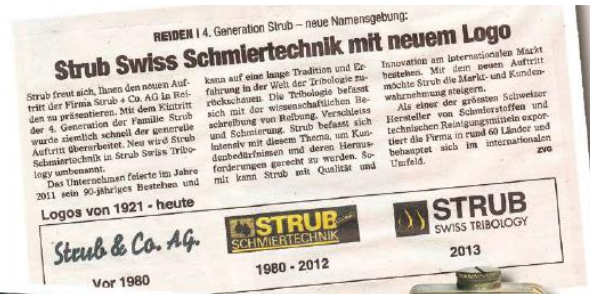 REIDEN | 4. Generation Strub – neue Namensgebung:
Strub Swiss Schmiertechnik mit neuem Logo
Strub freut sich, Ihnen den neuen Auf-
tritt der Firma Strub + Co. AG in Rei-
den zu präsentieren. Mit dem Eintritt
der 4. Generation der Familie Strub
wurde ziemlich schnell der generelle
Auftritt überarbeitet. Neu wird Strub
Schmiertechnik in Strub Swiss Tribo-
logy umbenannt.
Das Unternehmen feierte im Jahre
2011 sein 90-jähriges Bestehen und
kann auf eine lange Tradition und Er-
fahrung in der Welt der Tribologie zu-
rückschauen. Die Tribologie befasst
sich mit der wissenschaftlichen Be-
schreibung von Reibung, Verschleiss
und Schmierung. Strub befasst sich
intensiv mit diesem Thema, um Kun-
denbedürfnissen und deren Heraus-
forderungen gerecht zu werden. So-
mit kann Strub mit Qualität und
Innovation am internationalen Markt
bestehen. Mit dem neuen Auftritt
möchte Strub die Markt- und Kunden-
wahrnehmung steigern.
Als einer der grössten Schweizer
Hersteller von Schmierstoffen und
technischen Reinigungsmitteln expor-
tiert die Firma in rund 60 Länder und
behauptet sich im internationalen
Umfeld. ZVG
Logos von 1921 - heute
Strub & Co. AG.
Vor 1980
STRUB
SCHMIERTECHNIK
1980 - 2012
STRUB
SWISS TRIBOLOGY
2013